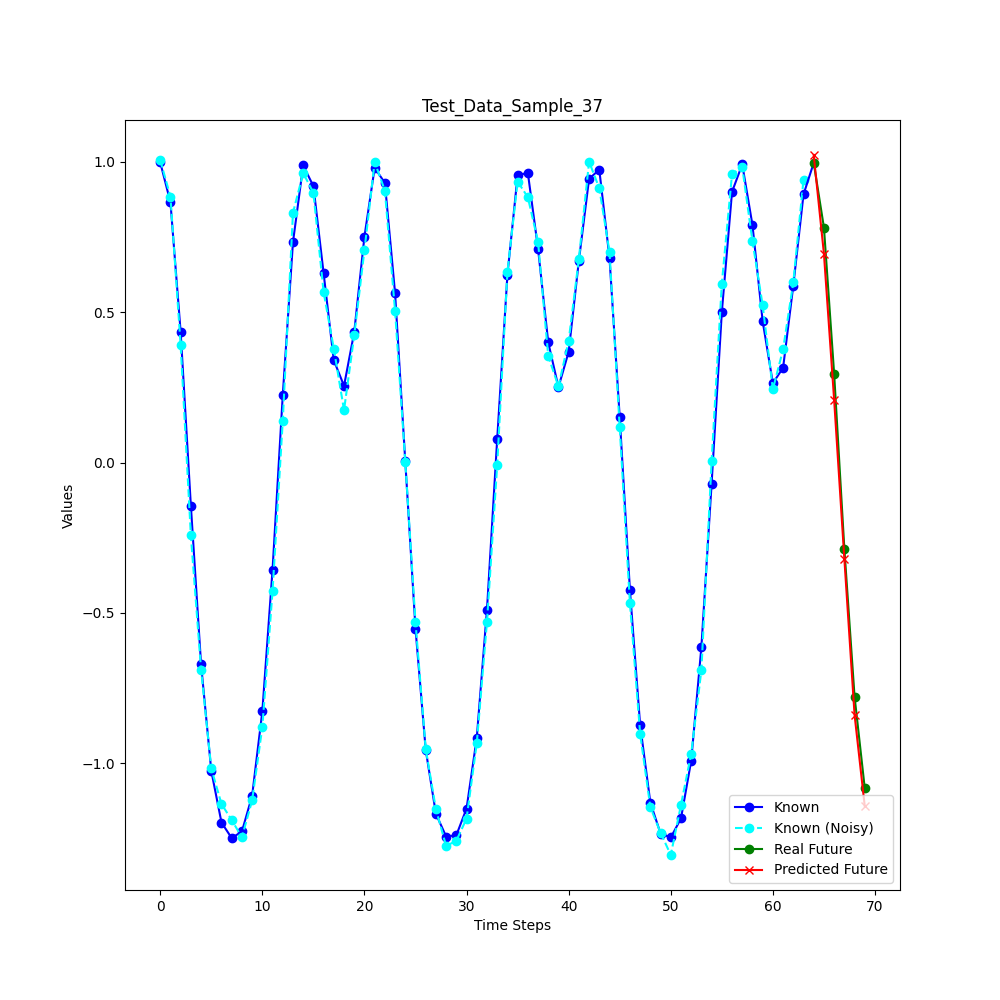 Test_Data_Sample_37
Values
1.0
0.5
0.0
−0.5
−1.0
0 10 20 30 40 50 60 70
Time Steps
Known
Known (Noisy)
Real Future
Predicted Future